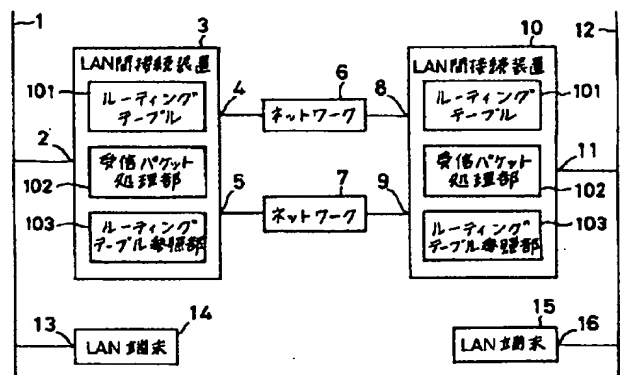 1
3
10
12
LAN間接続装置
LAN間接続装置
101
ルーティング
テーブル
4
6
ネットワーク
8
ルーティング
テーブル
101
2
受信パケット
処理部
102
5
7
ネットワーク
9
受信パケット
処理部
11
102
103
ルーティング
テーブル参照部
ルーティング
テーブル参照部
103
13
14
LAN端末
15
LAN端末
16